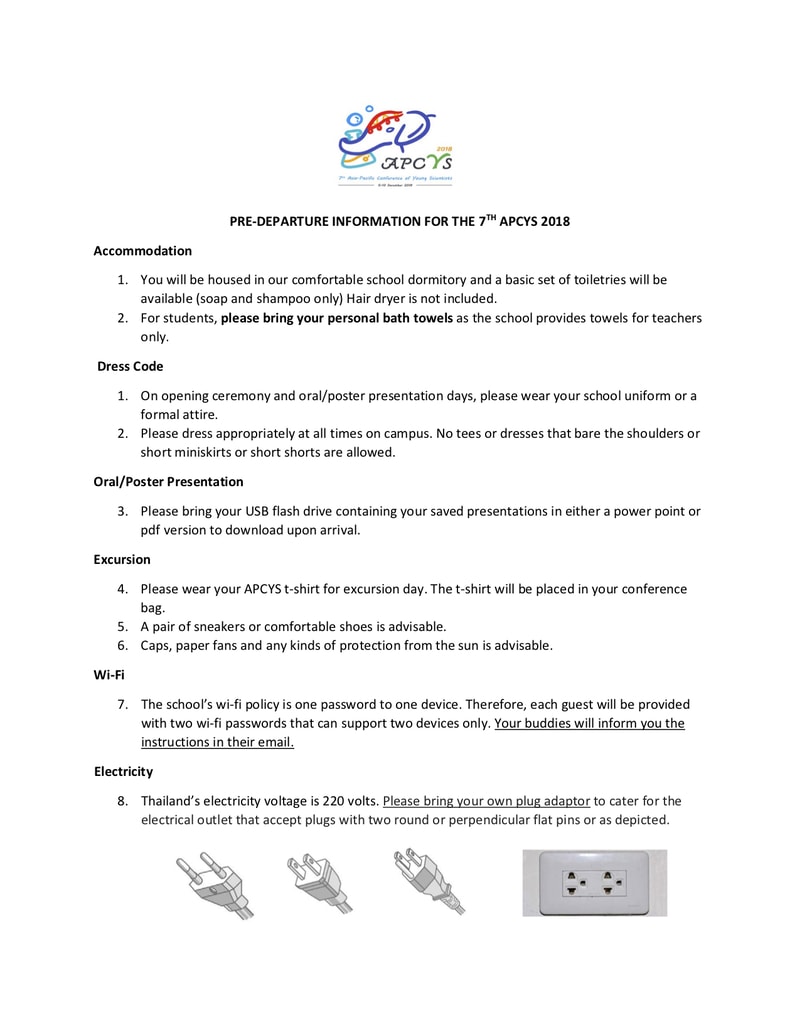 2018
APCYS
7th Asia-Pacific Conference of Young Scientists
PRE-DEPARTURE INFORMATION FOR THE 7TH APCYS 2018
Accommodation
1. You will be housed in our comfortable school dormitory and a basic set of toiletries will be
available (soap and shampoo only) Hair dryer is not included.
2. For students, please bring your personal bath towels as the school provides towels for teachers
only.
Dress Code
1. On opening ceremony and oral/poster presentation days, please wear your school uniform or a
formal attire.
2. Please dress appropriately at all times on campus. No tees or dresses that bare the shoulders or
short miniskirts or short shorts are allowed.
Oral/Poster Presentation
3. Please bring your USB flash drive containing your saved presentations in either a power point or
pdf version to download upon arrival.
Excursion
4. Please wear your APCYS t-shirt for excursion day. The t-shirt will be placed in your conference
bag.
5. A pair of sneakers or comfortable shoes is advisable.
6. Caps, paper fans and any kinds of protection from the sun is advisable.
Wi-Fi
7. The school’s wi-fi policy is one password to one device. Therefore, each guest will be provided
with two wi-fi passwords that can support two devices only. Your buddies will inform you the
instructions in their email.
Electricity
8. Thailand’s electricity voltage is 220 volts. Please bring your own plug adaptor to cater for the
electrical outlet that accept plugs with two round or perpendicular flat pins or as depicted.